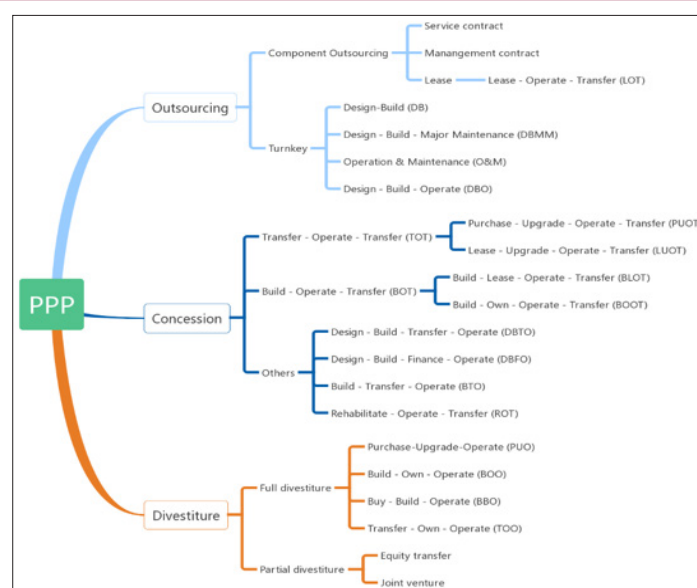 PPP
Outsourcing
Component Outsourcing
Service contract
Manangement contract
Lease
Lease - Operate - Transfer (LOT)
Turnkey
Design-Build (DB)
Design - Build - Major Maintenance (DBMM)
Operation & Maintenance (O&M)
Design - Build - Operate (DBO)
Concession
Transfer - Operate - Transfer (TOT)
Purchase - Upgrade - Operate - Transfer (PUOT
Lease - Upgrade - Operate - Transfer (LUOT)
Build - Operate - Transfer (BOT)
Build - Lease - Operate - Transfer (BLOT)
Build - Own - Operate - Transfer (BOOT)
Others
Design - Build - Transfer - Operate (DBTO)
Design - Build - Finance - Operate (DBFO)
Build - Transfer - Operate (BTO)
Rehabilitate - Operate - Transfer (ROT)
Divestiture
Full divestiture
Purchase-Upgrade-Operate (PUO)
Build - Own - Operate (BOO)
Buy - Build - Operate (BBO)
Transfer - Own - Operate (TOO)
Partial divestiture
Equity transfer
Joint venture